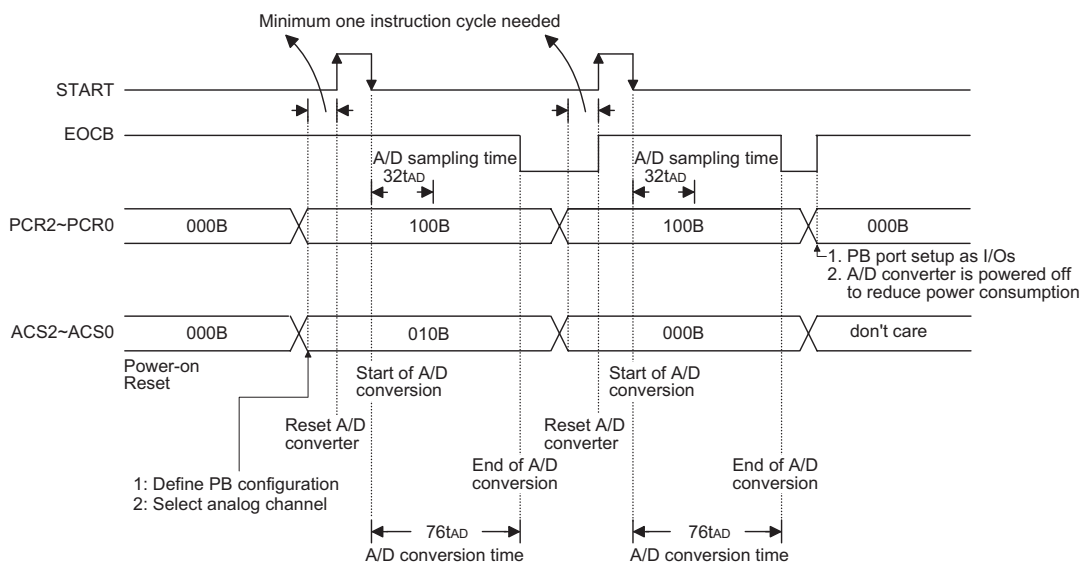 Minimum one instruction cycle needed
START
EOCB
A/D sampling time A/D sampling time
32tAD 32tAD
PCR2~PCR0 000B 100B 100B 000B
1. PB port setup as I/Os
2. A/D converter is powered off
to reduce power consumption
ACS2~ACS0 000B 010B 000B don't care
Power-on
Reset
Start of A/D
conversion
Start of A/D
conversion
Reset A/D
converter
Reset A/D
converter
End of A/D
conversion
End of A/D
conversion
1: Define PB configuration
2: Select analog channel
76tAD 76tAD
A/D conversion time A/D conversion time